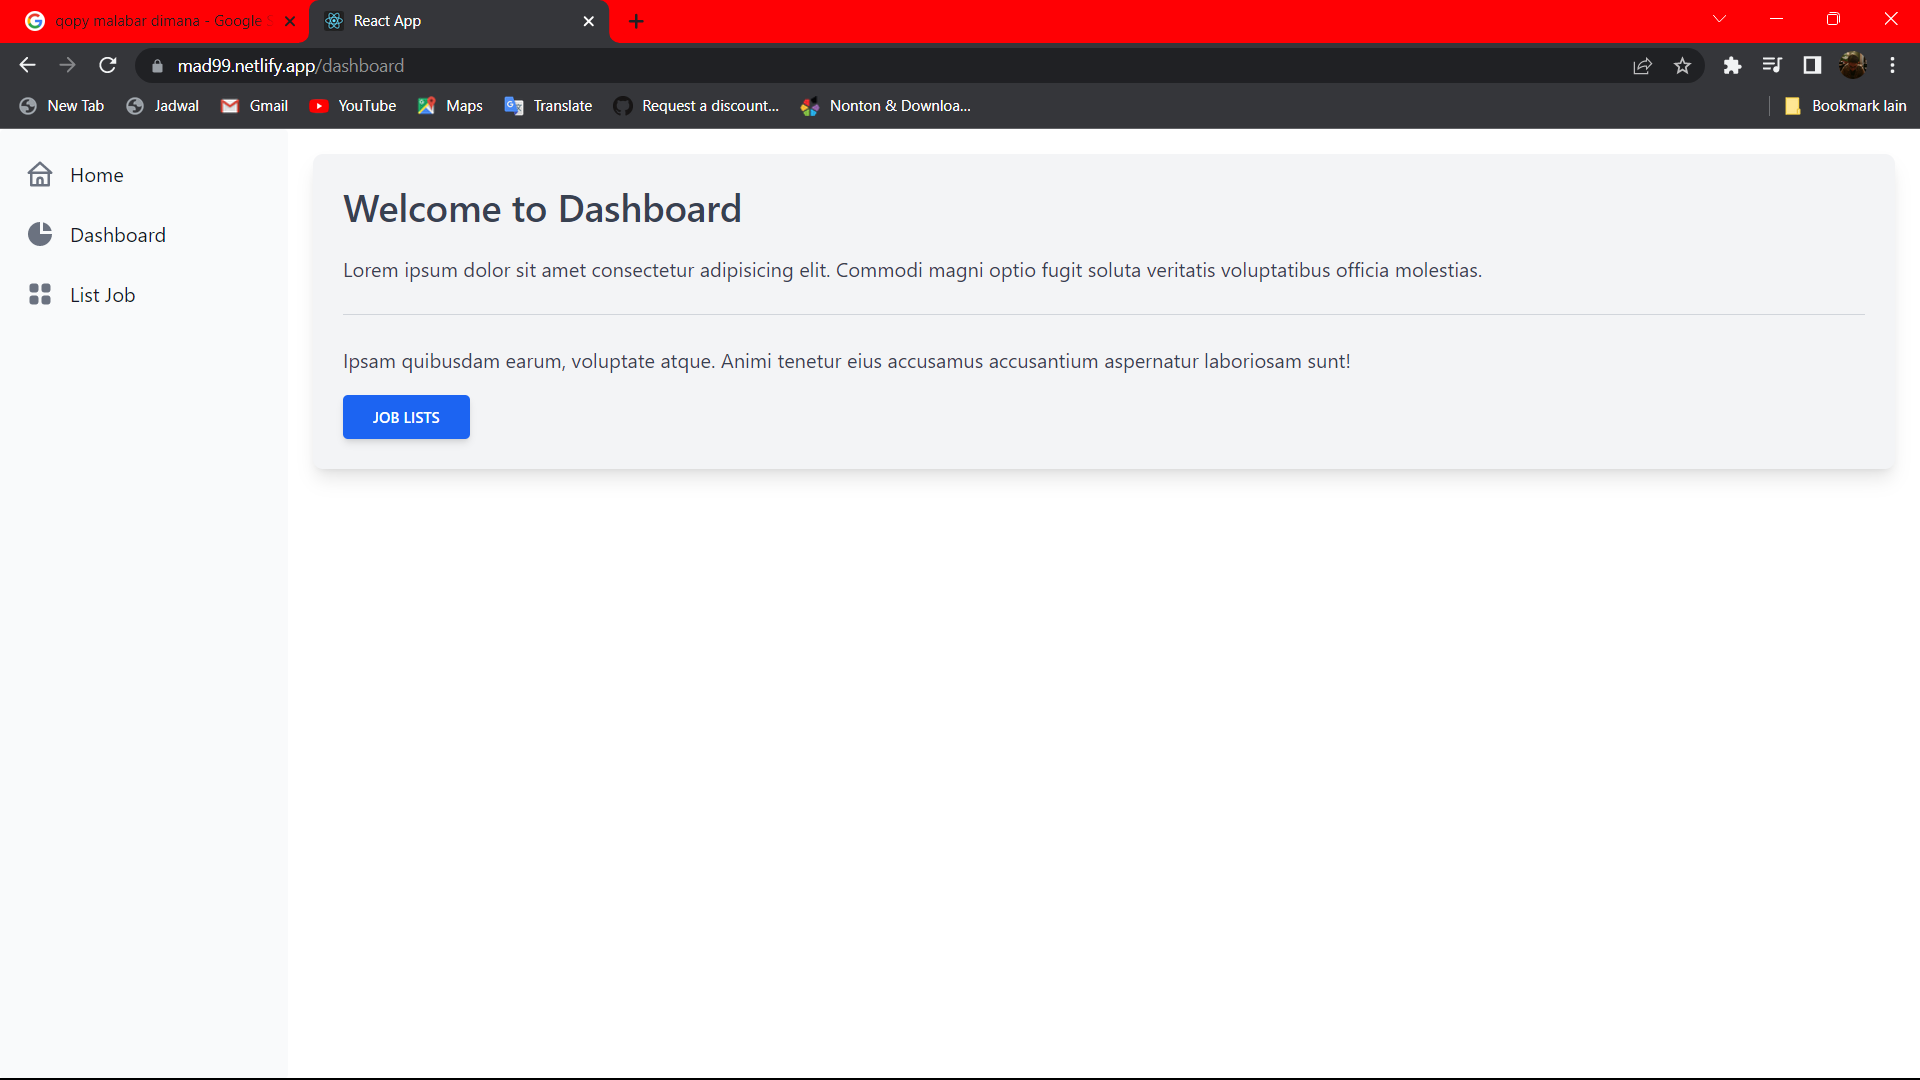 qopy malabar dimana - Google S
React App
mad99.netlify.app/dashboard
New Tab
Jadwal
Gmail
YouTube
Maps
Translate
Request a discount...
Nonton & Downloa...
Bookmark lain
Home
Dashboard
List Job
Welcome to Dashboard
Lorem ipsum dolor sit amet consectetur adipisicing elit. Commodi magni optio fugit soluta veritatis voluptatibus officia molestias.
Ipsam quibusdam earum, voluptate atque. Animi tenetur eius accusamus accusantium aspernatur laboriosam sunt!
JOB LISTS